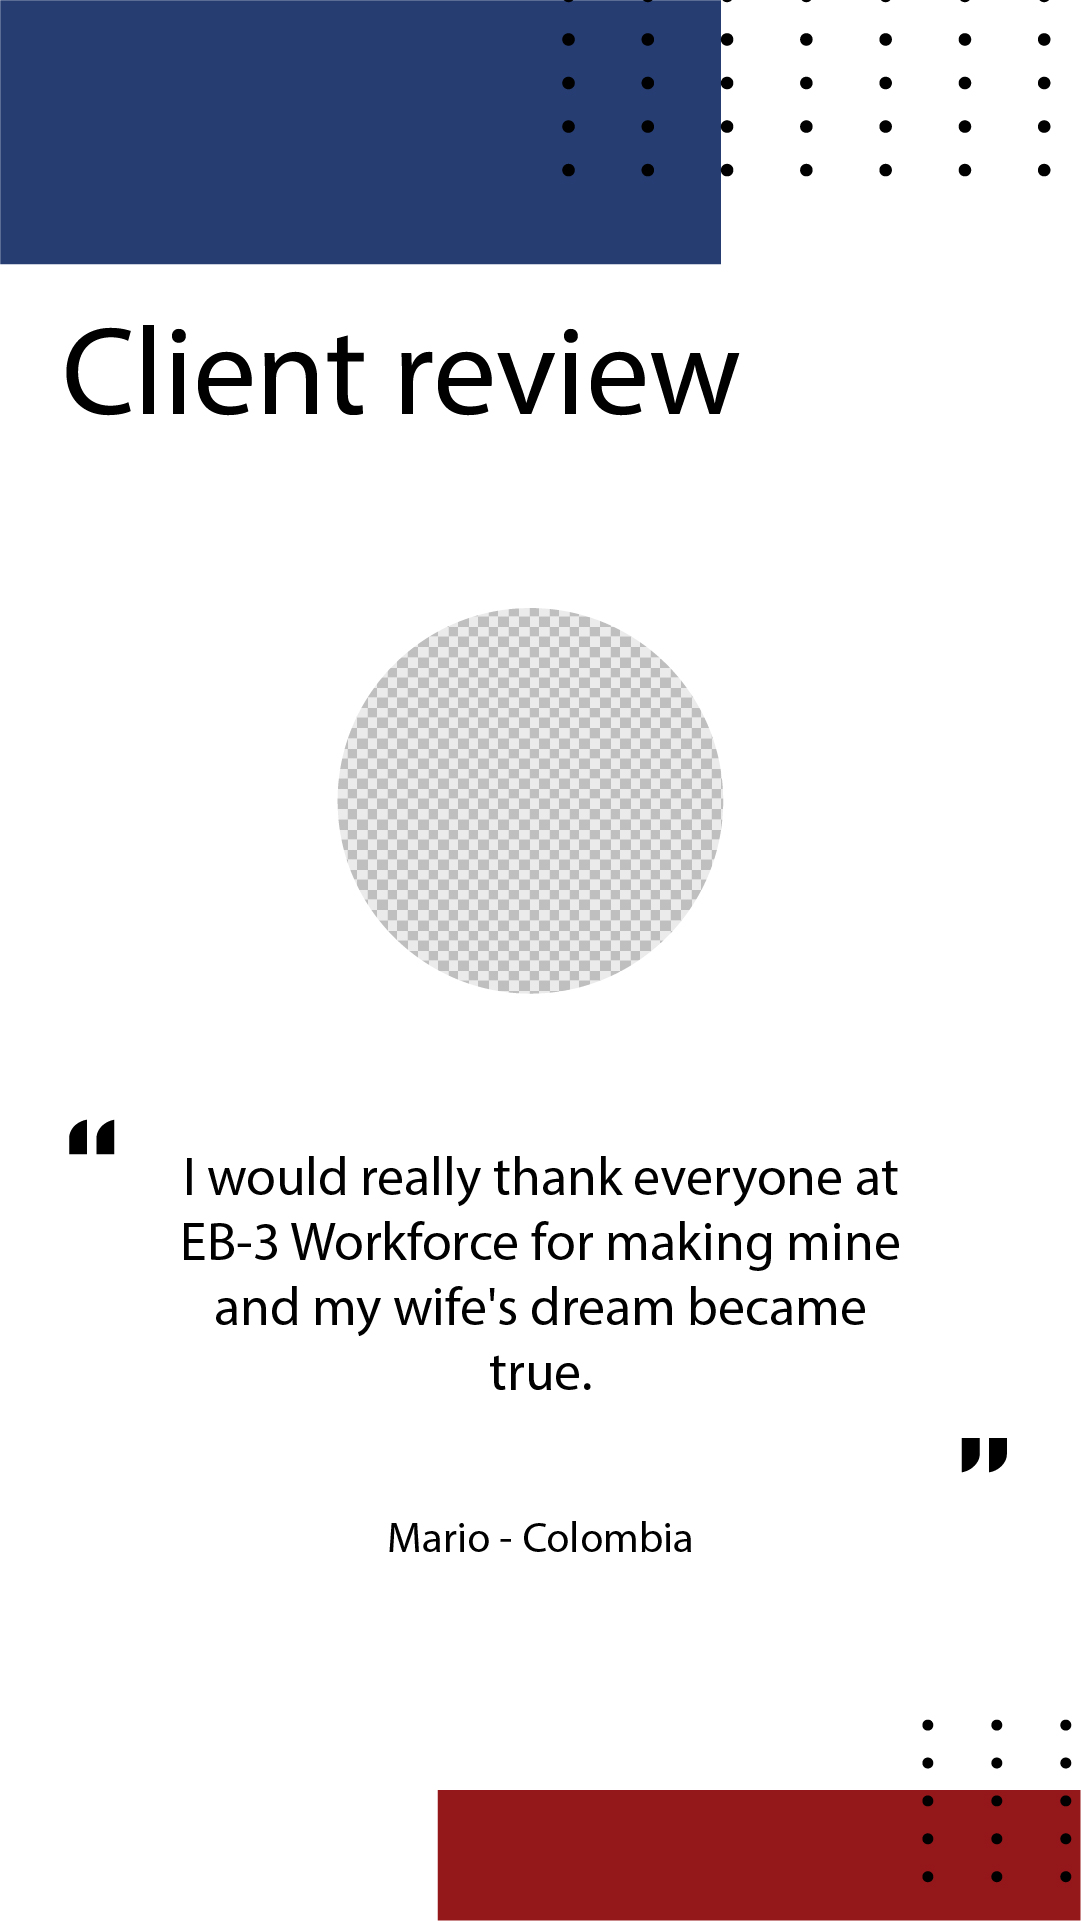 Client review
“
I would really thank everyone at
EB-3 Workforce for making mine
and my wife's dream became
true.
”
Mario - Colombia